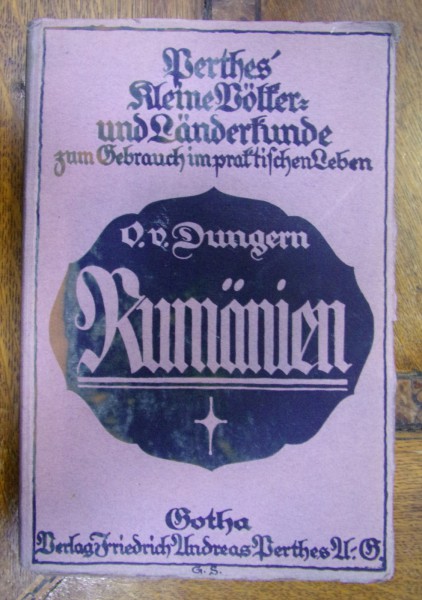 Perthes'
Kleine Völker-
und Länderkunde
zum Gebrauch im praktischen Leben
O. v. Dungern
Rumänien
Gotha
Verlag Friedrich Andreas Perthes A.-G.
G. S.